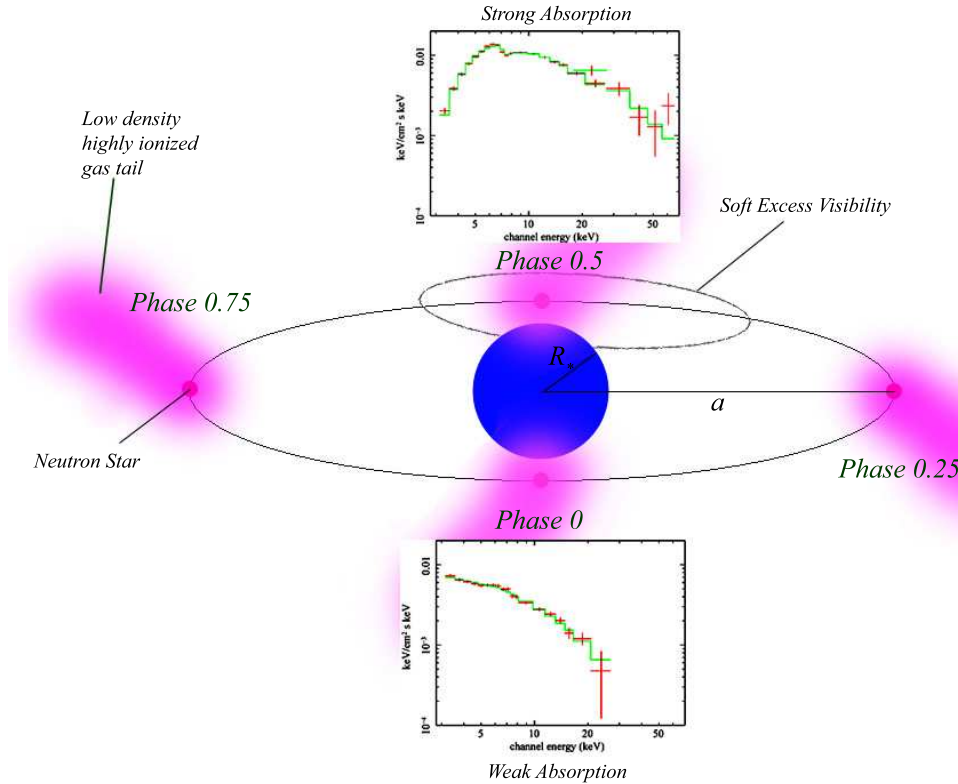 Strong Absorption
0.01
10⁻³
10⁻⁴
keV/cm² s keV
5
10
20
50
channel energy (keV)
Low density
highly ionized
gas tail
Soft Excess Visibility
Phase 0.5
Phase 0.75
R*
a
Neutron Star
Phase 0.25
Phase 0
0.01
10⁻³
10⁻⁴
keV/cm² s keV
5
10
20
50
channel energy (keV)
Weak Absorption